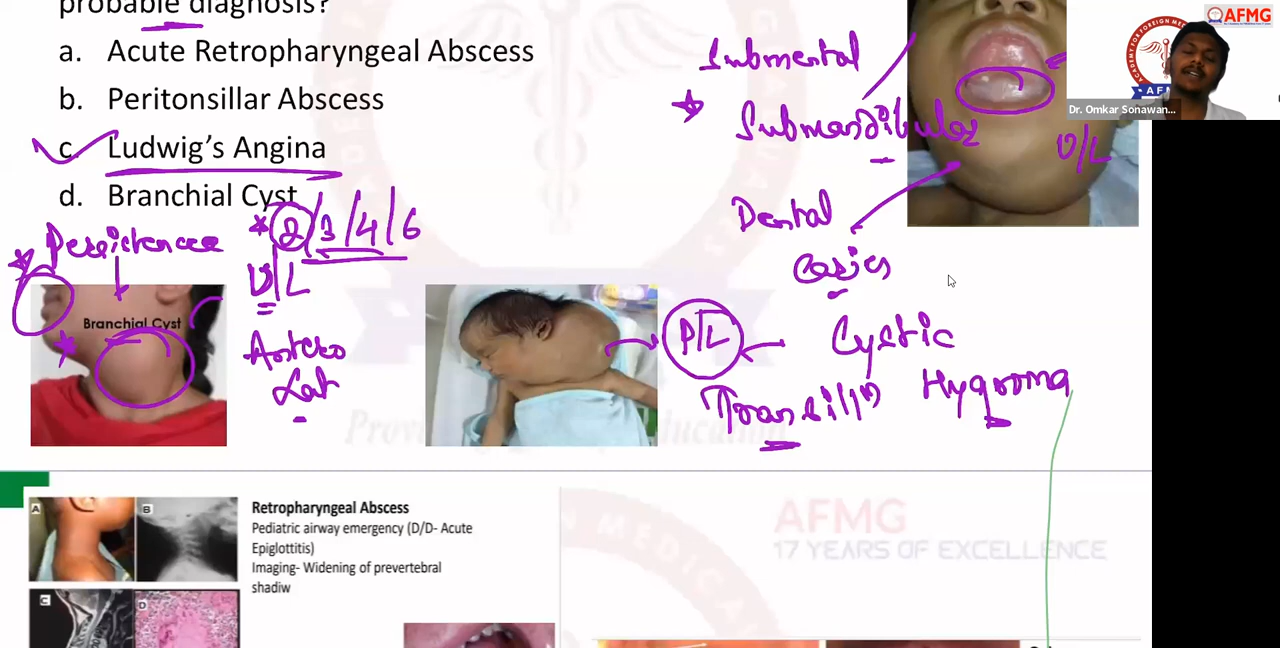 probable diagnosis?
a. Acute Retropharyngeal Abscess
b. Peritonsillar Abscess
c. Ludwig's Angina
d. Branchial Cyst
Submental
Submandibular
U/L
Dental
Caries
Persistence
2/3/4/6
U/L
Antero
Lat
Branchial Cyst
P/L
Cystic
Hygroma
AFMG
Dr. Omkar Sonawan...
A
B
C
D
Retropharyngeal Abscess
Pediatric airway emergency (D/D- Acute
Epiglottitis)
Imaging- Widening of prevertebral
shadiw
AFMG
17 YEARS OF EXCELLENCE